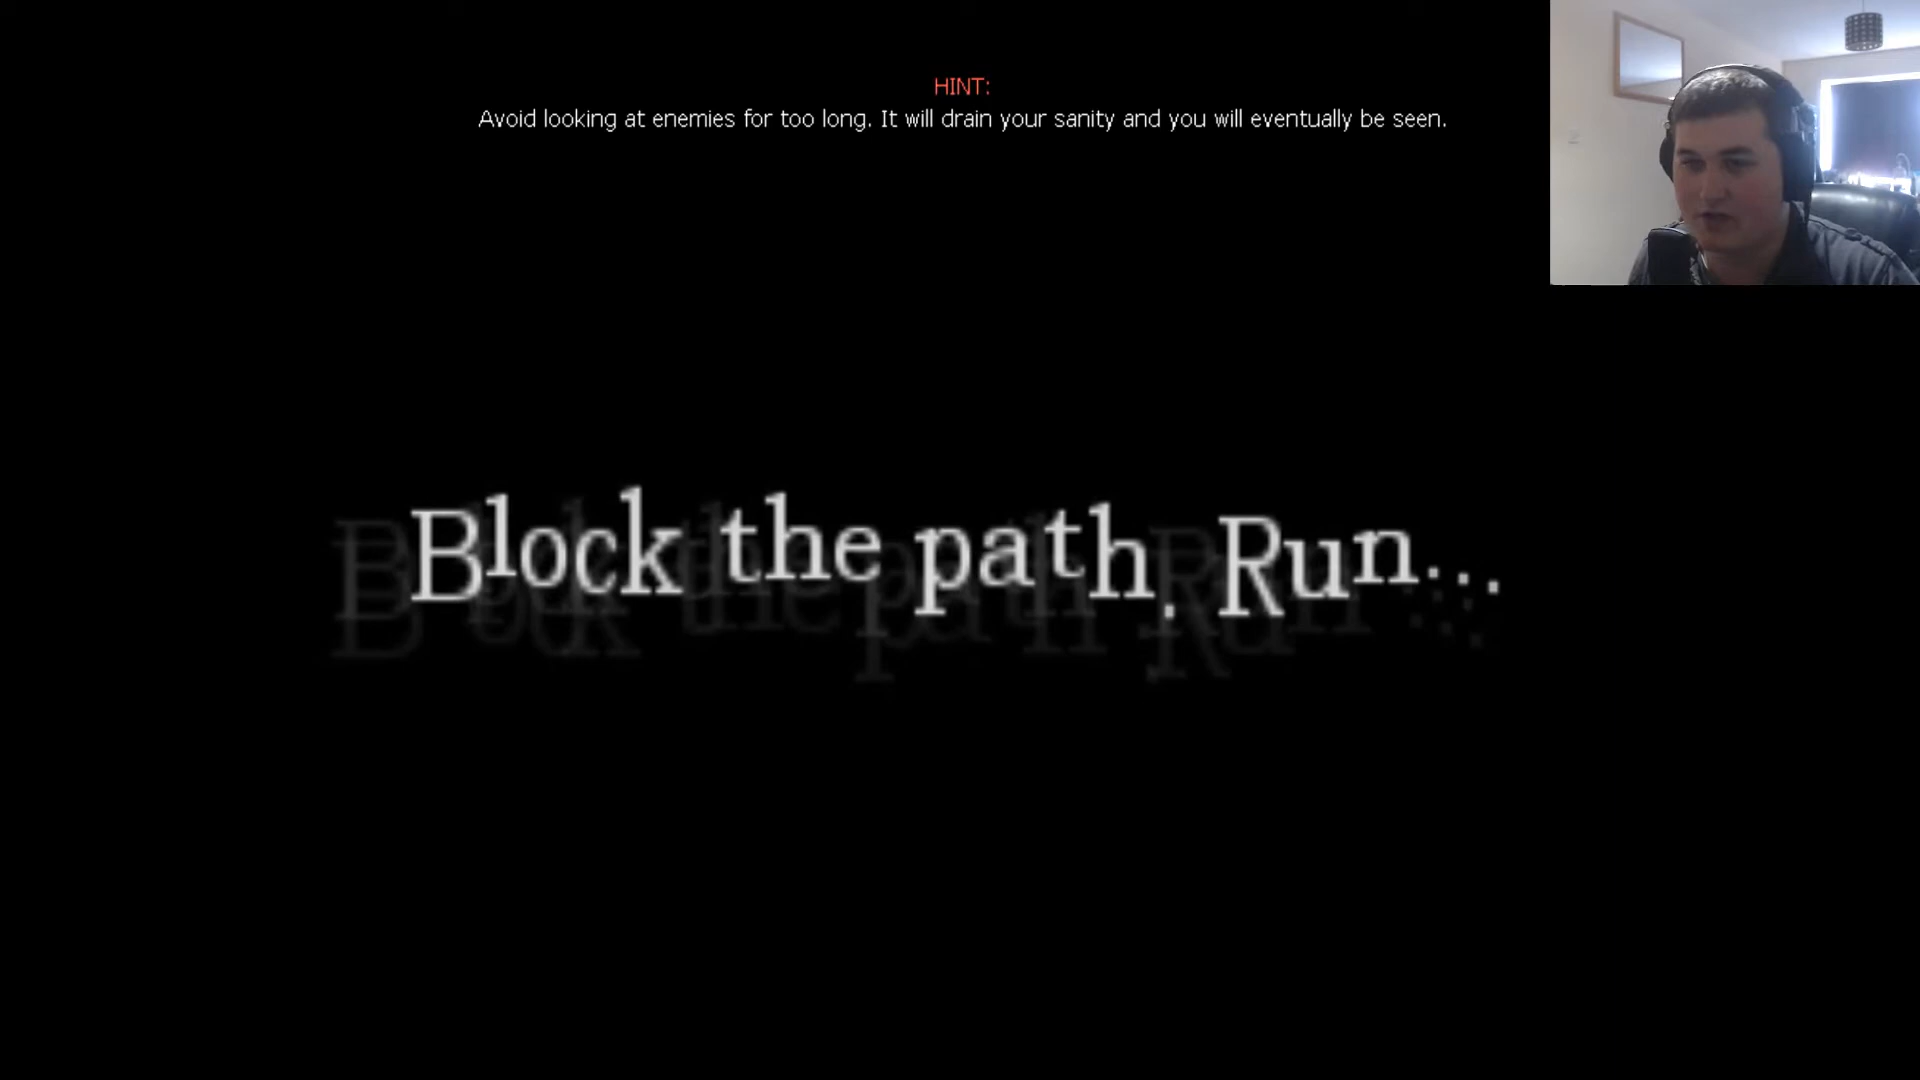 HINT:
Avoid looking at enemies for too long. It will drain your sanity and you will eventually be seen.
Block the path. Run...